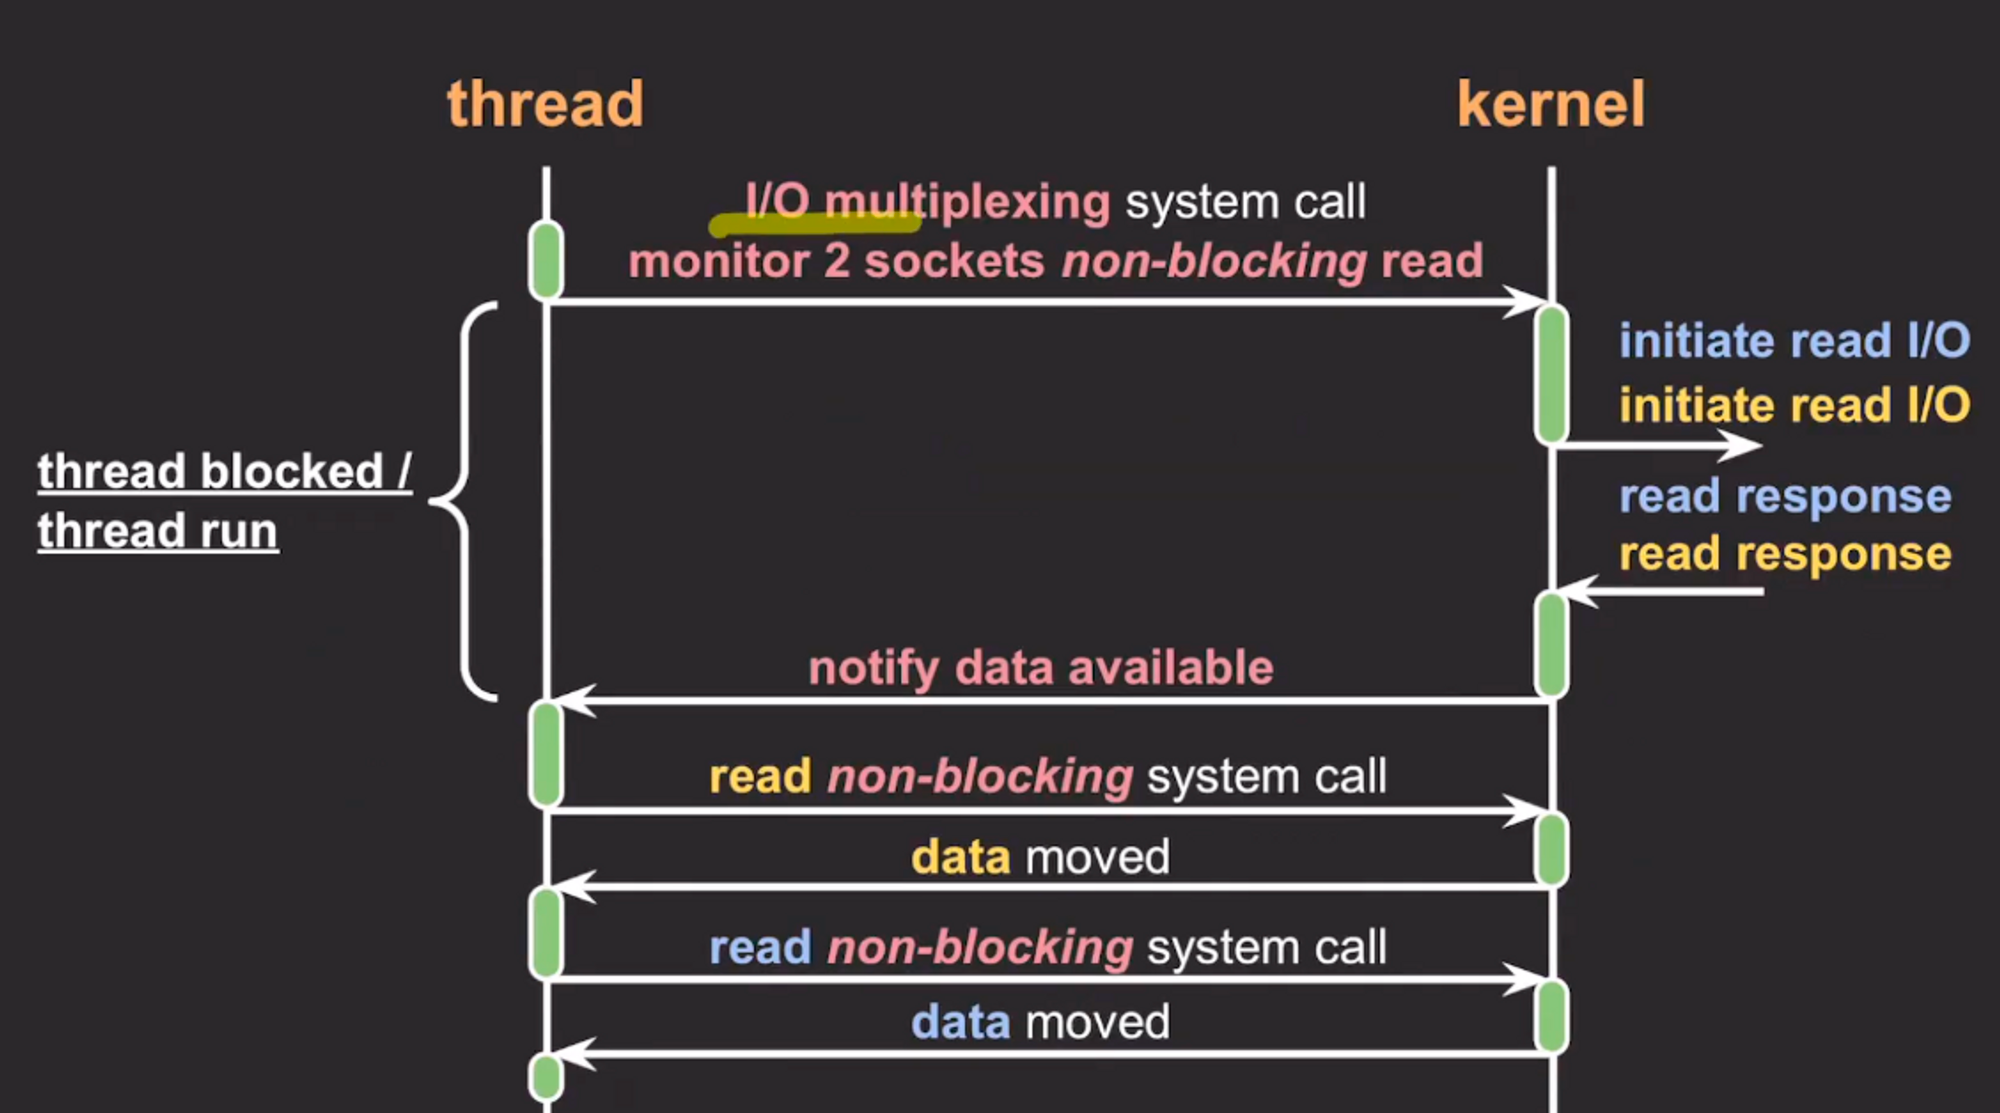 thread
kernel
I/O multiplexing system call
monitor 2 sockets non-blocking read
initiate read I/O
initiate read I/O
thread blocked /
thread run
read response
read response
notify data available
read non-blocking system call
data moved
read non-blocking system call
data moved